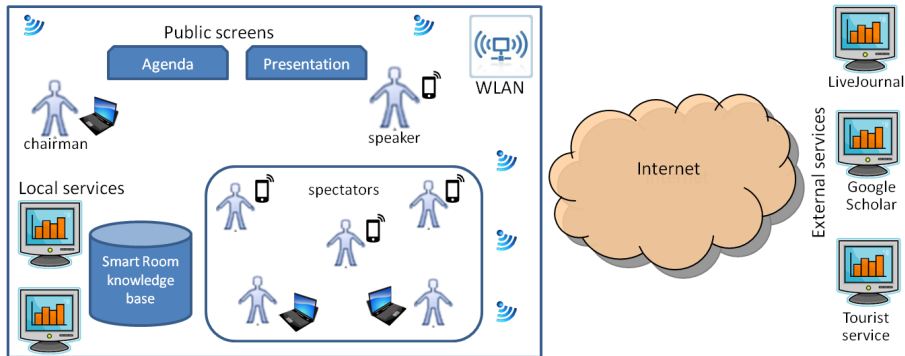 Public screens
Agenda
Presentation
WLAN
chairman
speaker
Local services
spectators
Smart Room
knowledge
base
Internet
External services
LiveJournal
Google
Scholar
Tourist
service